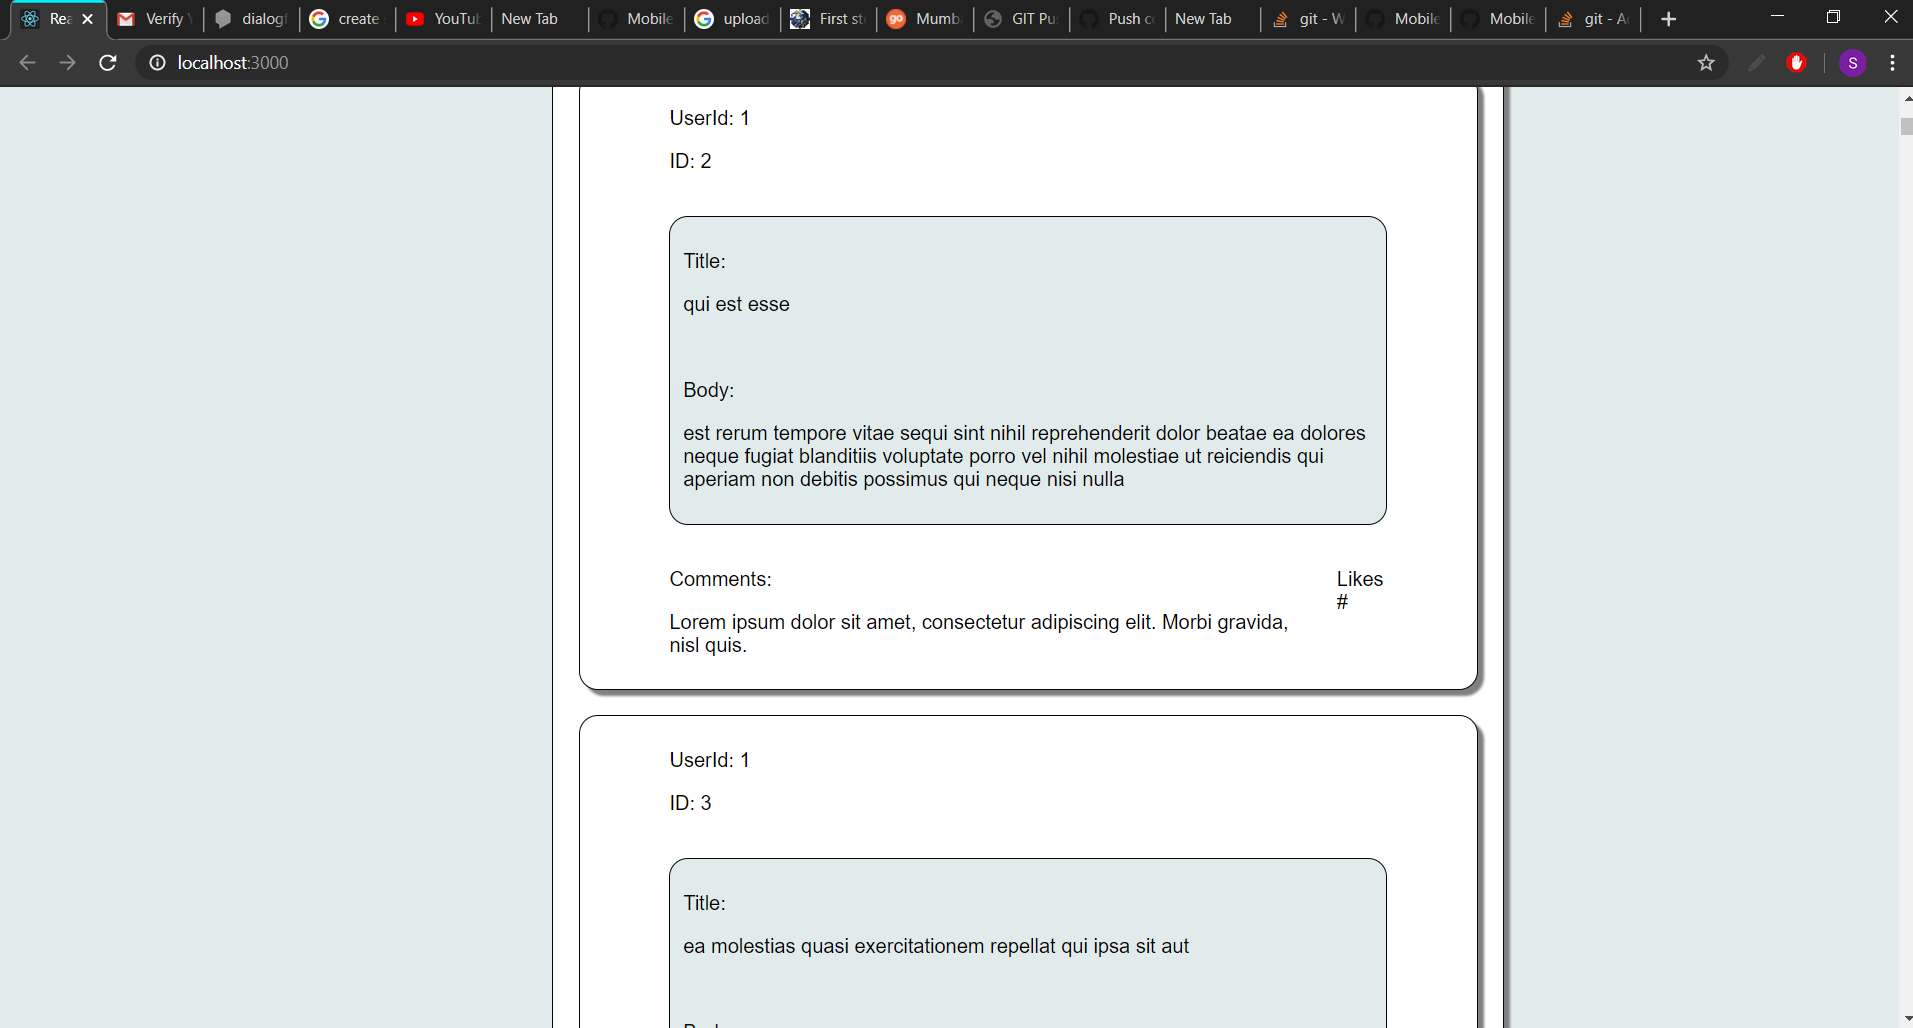 Rea
Verify
dialogf
create
YouTub
New Tab
Mobile
upload
First st
go
Mumb
GIT Pu
Push co
New Tab
git - W
Mobile
Mobile
git - A
localhost:3000
S
UserId: 1
ID: 2
Title:
qui est esse
Body:
est rerum tempore vitae sequi sint nihil reprehenderit dolor beatae ea dolores
neque fugiat blanditiis voluptate porro vel nihil molestiae ut reiciendis qui
aperiam non debitis possimus qui neque nisi nulla
Comments:
Likes
#
Lorem ipsum dolor sit amet, consectetur adipiscing elit. Morbi gravida,
nisl quis.
UserId: 1
ID: 3
Title:
ea molestias quasi exercitationem repellat qui ipsa sit aut